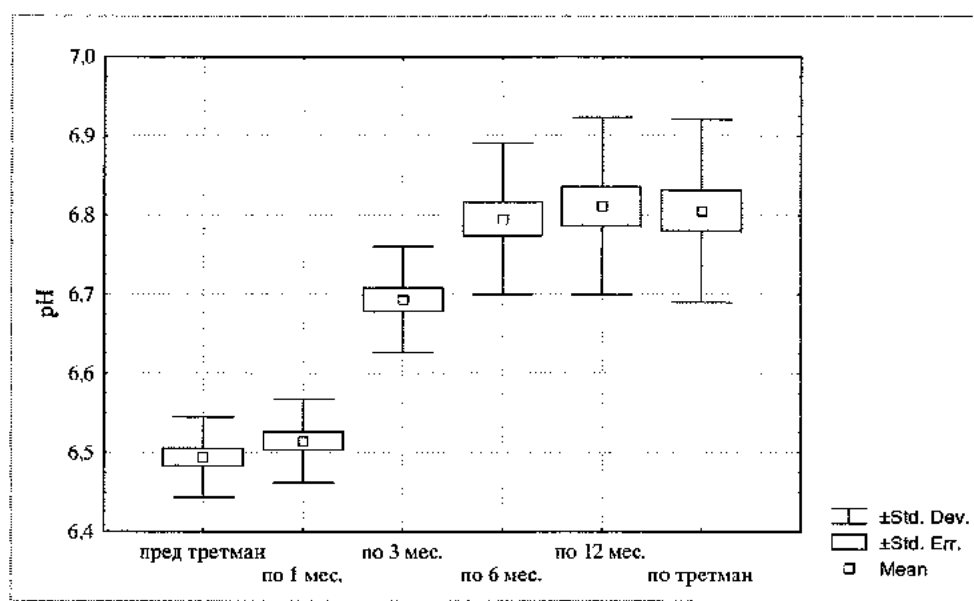 7,0
6,9
6,8
6,7
6,6
6,5
6,4
pH
пред третман
по 1 мес.
по 3 мес.
по 6 мес.
по 12 мес.
по третман
±Std. Dev.
±Std. Err.
Mean